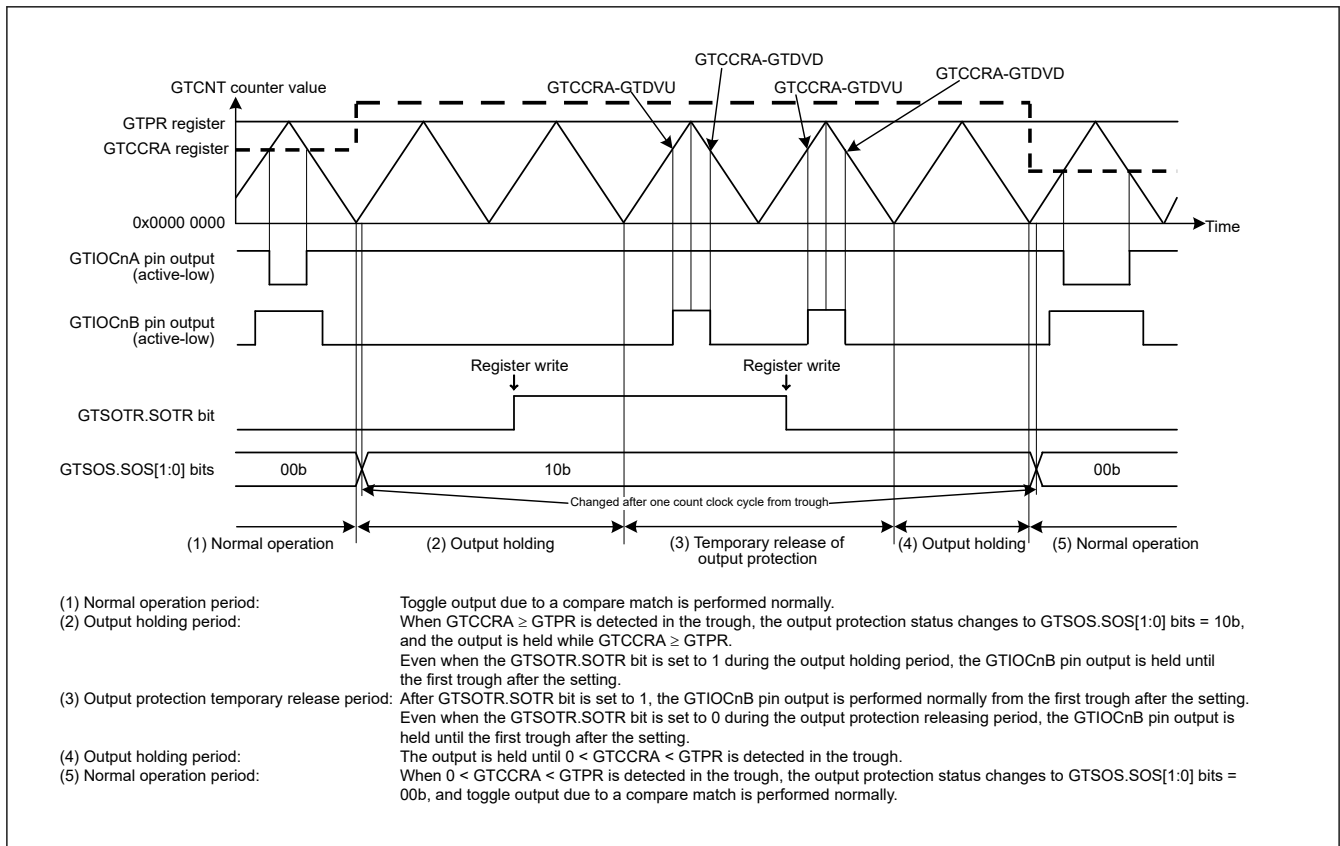 GTCCRA-GTDVD
GTCCRA-GTDVU GTCCRA-GTDVU GTCCRA-GTDVD
GTCNT counter value
GTPR register
GTCCRA register
0x0000 0000
Time
GTIOCnA pin output
(active-low)
GTIOCnB pin output
(active-low)
Register write Register write
GTSOTR.SOTR bit
GTSOS.SOS[1:0] bits 00b 10b 00b
Changed after one count clock cycle from trough
(1) Normal operation (2) Output holding (3) Temporary release of output protection (4) Output holding (5) Normal operation
(1) Normal operation period: Toggle output due to a compare match is performed normally.
(2) Output holding period: When GTCCRA ≥ GTPR is detected in the trough, the output protection status changes to GTSOS.SOS[1:0] bits = 10b,
and the output is held while GTCCRA ≥ GTPR.
Even when the GTSOTR.SOTR bit is set to 1 during the output holding period, the GTIOCnB pin output is held until
the first trough after the setting.
(3) Output protection temporary release period: After GTSOTR.SOTR bit is set to 1, the GTIOCnB pin output is performed normally from the first trough after the setting.
Even when the GTSOTR.SOTR bit is set to 0 during the output protection releasing period, the GTIOCnB pin output is
held until the first trough after the setting.
(4) Output holding period: The output is held until 0 < GTCCRA < GTPR is detected in the trough.
(5) Normal operation period: When 0 < GTCCRA < GTPR is detected in the trough, the output protection status changes to GTSOS.SOS[1:0] bits =
00b, and toggle output due to a compare match is performed normally.